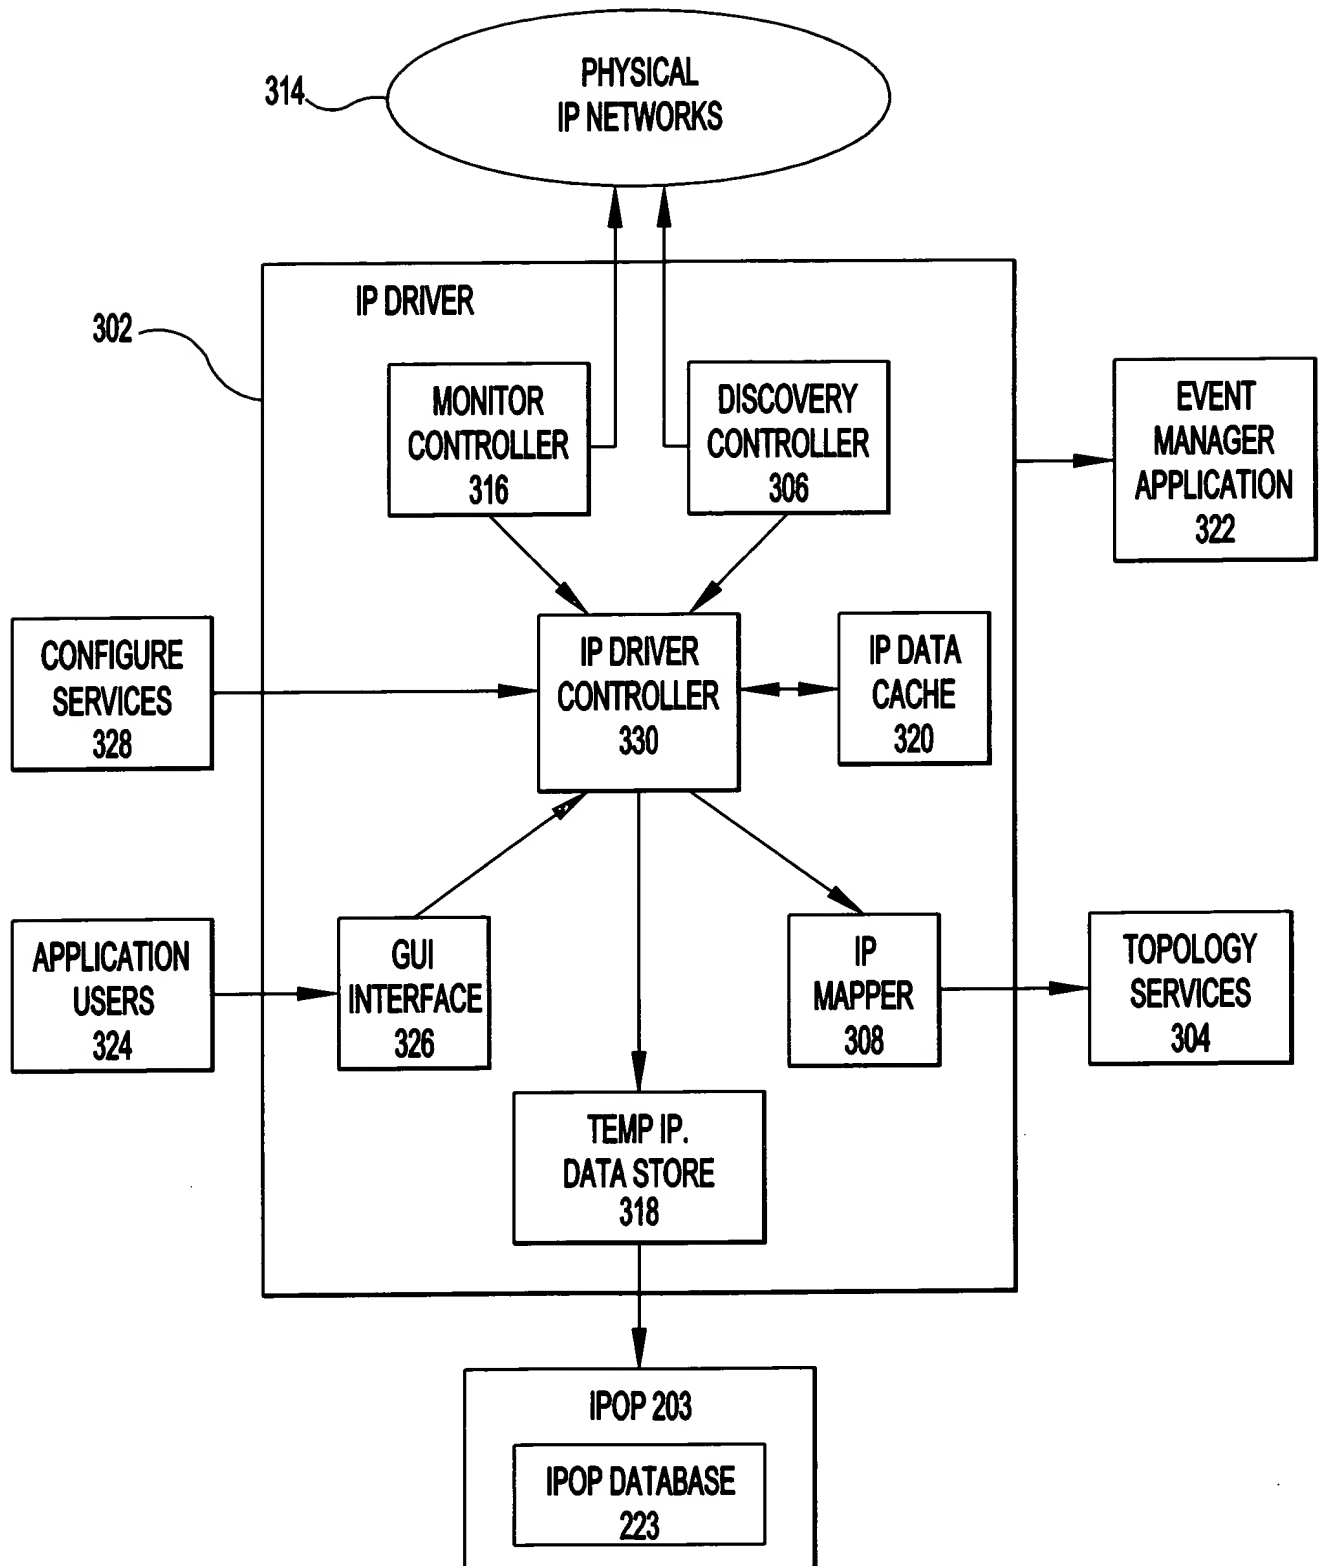 PHYSICAL
IP NETWORKS
314
IP DRIVER
302
MONITOR
CONTROLLER
316
DISCOVERY
CONTROLLER
306
EVENT
MANAGER
APPLICATION
322
CONFIGURE
SERVICES
328
IP DRIVER
CONTROLLER
330
IP DATA
CACHE
320
APPLICATION
USERS
324
GUI
INTERFACE
326
IP
MAPPER
308
TOPOLOGY
SERVICES
304
TEMP IP.
DATA STORE
318
IPOP 203
IPOP DATABASE
223